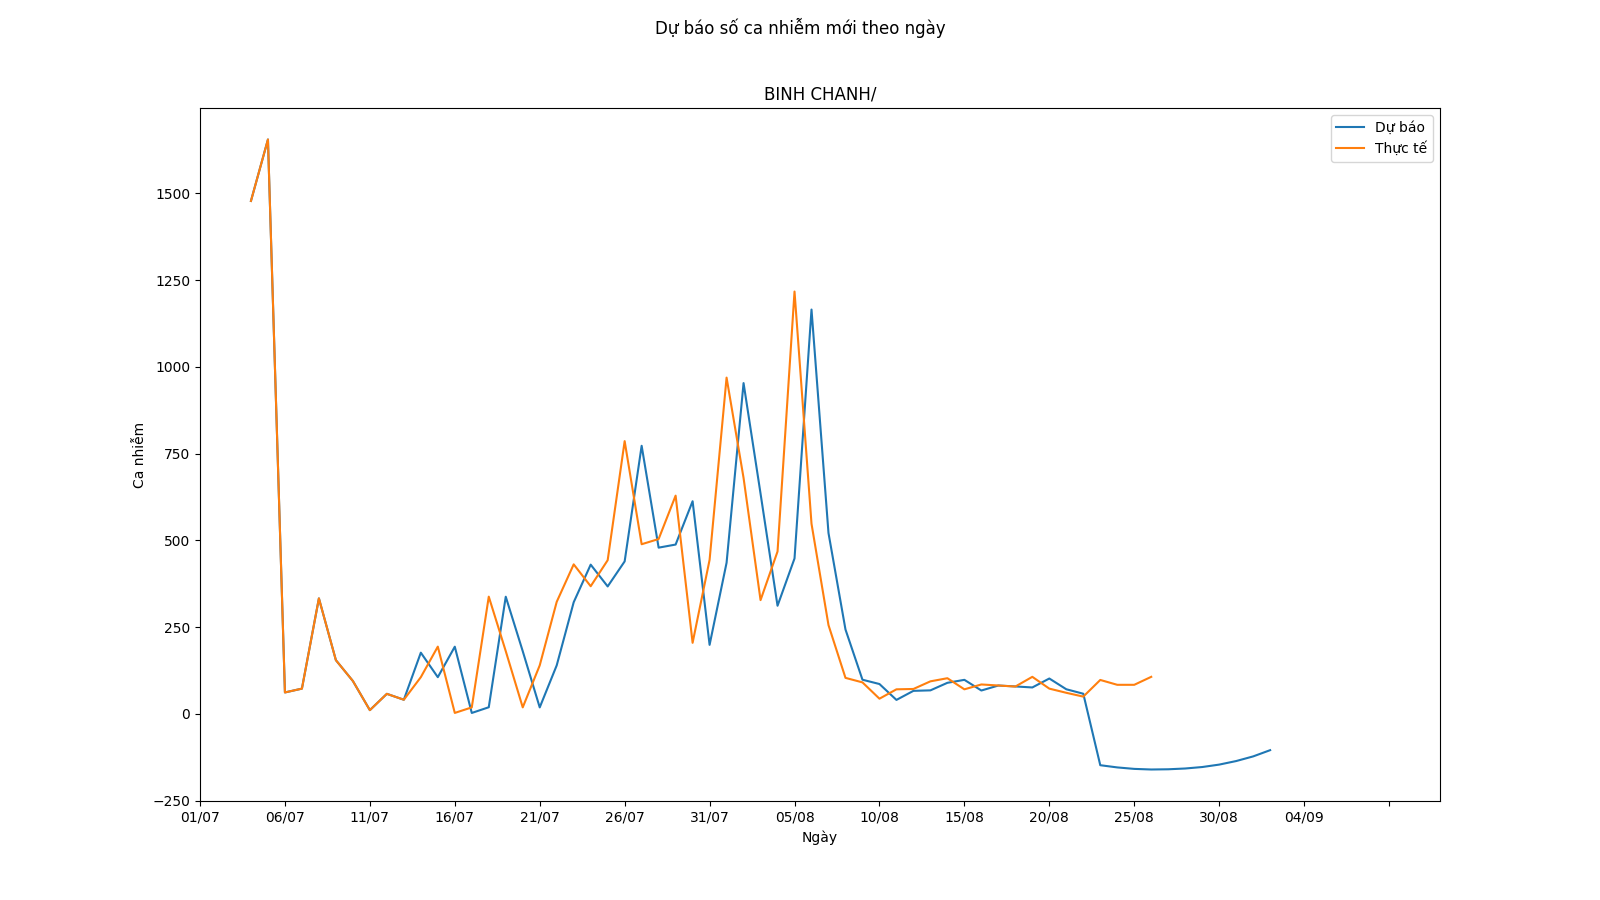 Dự báo số ca nhiễm mới theo ngày
BINH CHANH/
Dự báo
Thực tế
1500
1250
1000
750
500
250
0
−250
Ca nhiễm
01/07 06/07 11/07 16/07 21/07 26/07 31/07 05/08 10/08 15/08 20/08 25/08 30/08 04/09
Ngày